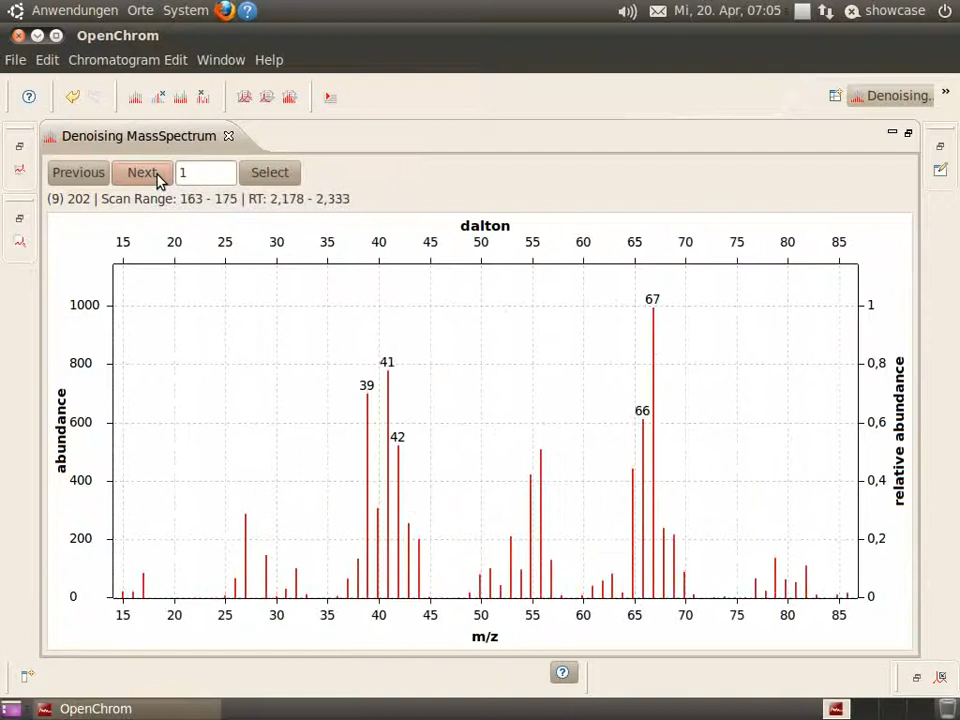 Anwendungen Orte System Mi, 20. Apr, 07:05 showcase
OpenChrom
File Edit Chromatogram Edit Window Help
Denoising.. »
Denoising MassSpectrum
Previous Next 1 Select
(9) 202 | Scan Range: 163 - 175 | RT: 2,178 - 2,333
dalton
15 20 25 30 35 40 45 50 55 60 65 70 75 80 85
1000 1
67
800 0,8
41
39
600 0,6
66
42
400 0,4
200 0,2
0 0
abundance
relative abundance
15 20 25 30 35 40 45 50 55 60 65 70 75 80 85
m/z
OpenChrom